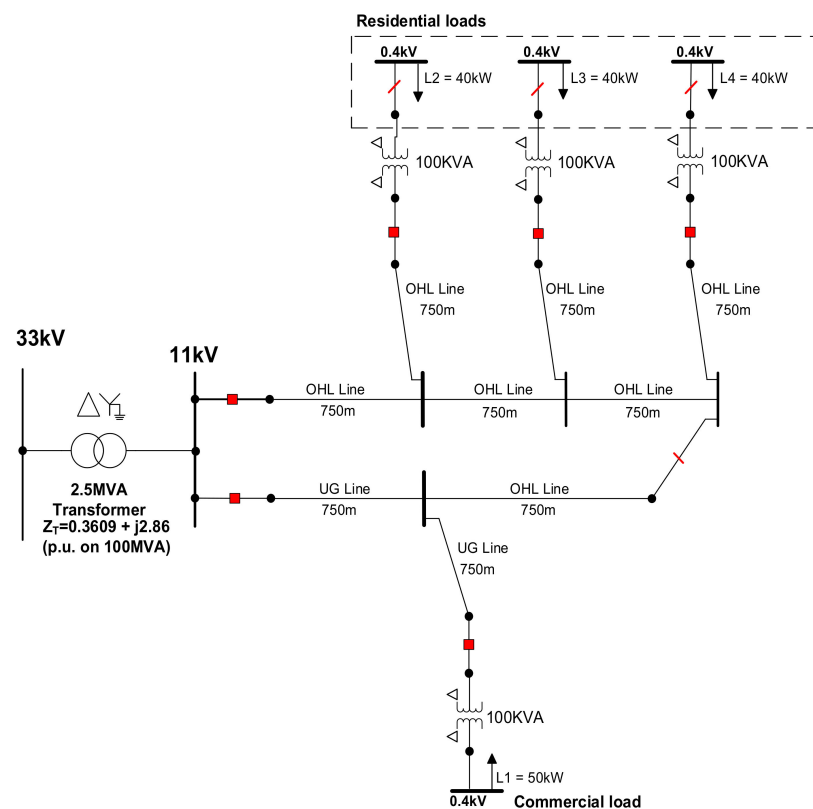 Residential loads
0.4kV
0.4kV
0.4kV
L2 = 40kW
L3 = 40kW
L4 = 40kW
100KVA
100KVA
100KVA
OHL Line
750m
OHL Line
750m
OHL Line
750m
33kV
11kV
OHL Line
750m
OHL Line
750m
OHL Line
750m
2.5MVA
Transformer
ZT=0.3609 + j2.86
(p.u. on 100MVA)
UG Line
750m
OHL Line
750m
UG Line
750m
100KVA
L1 = 50kW
0.4kV
Commercial load